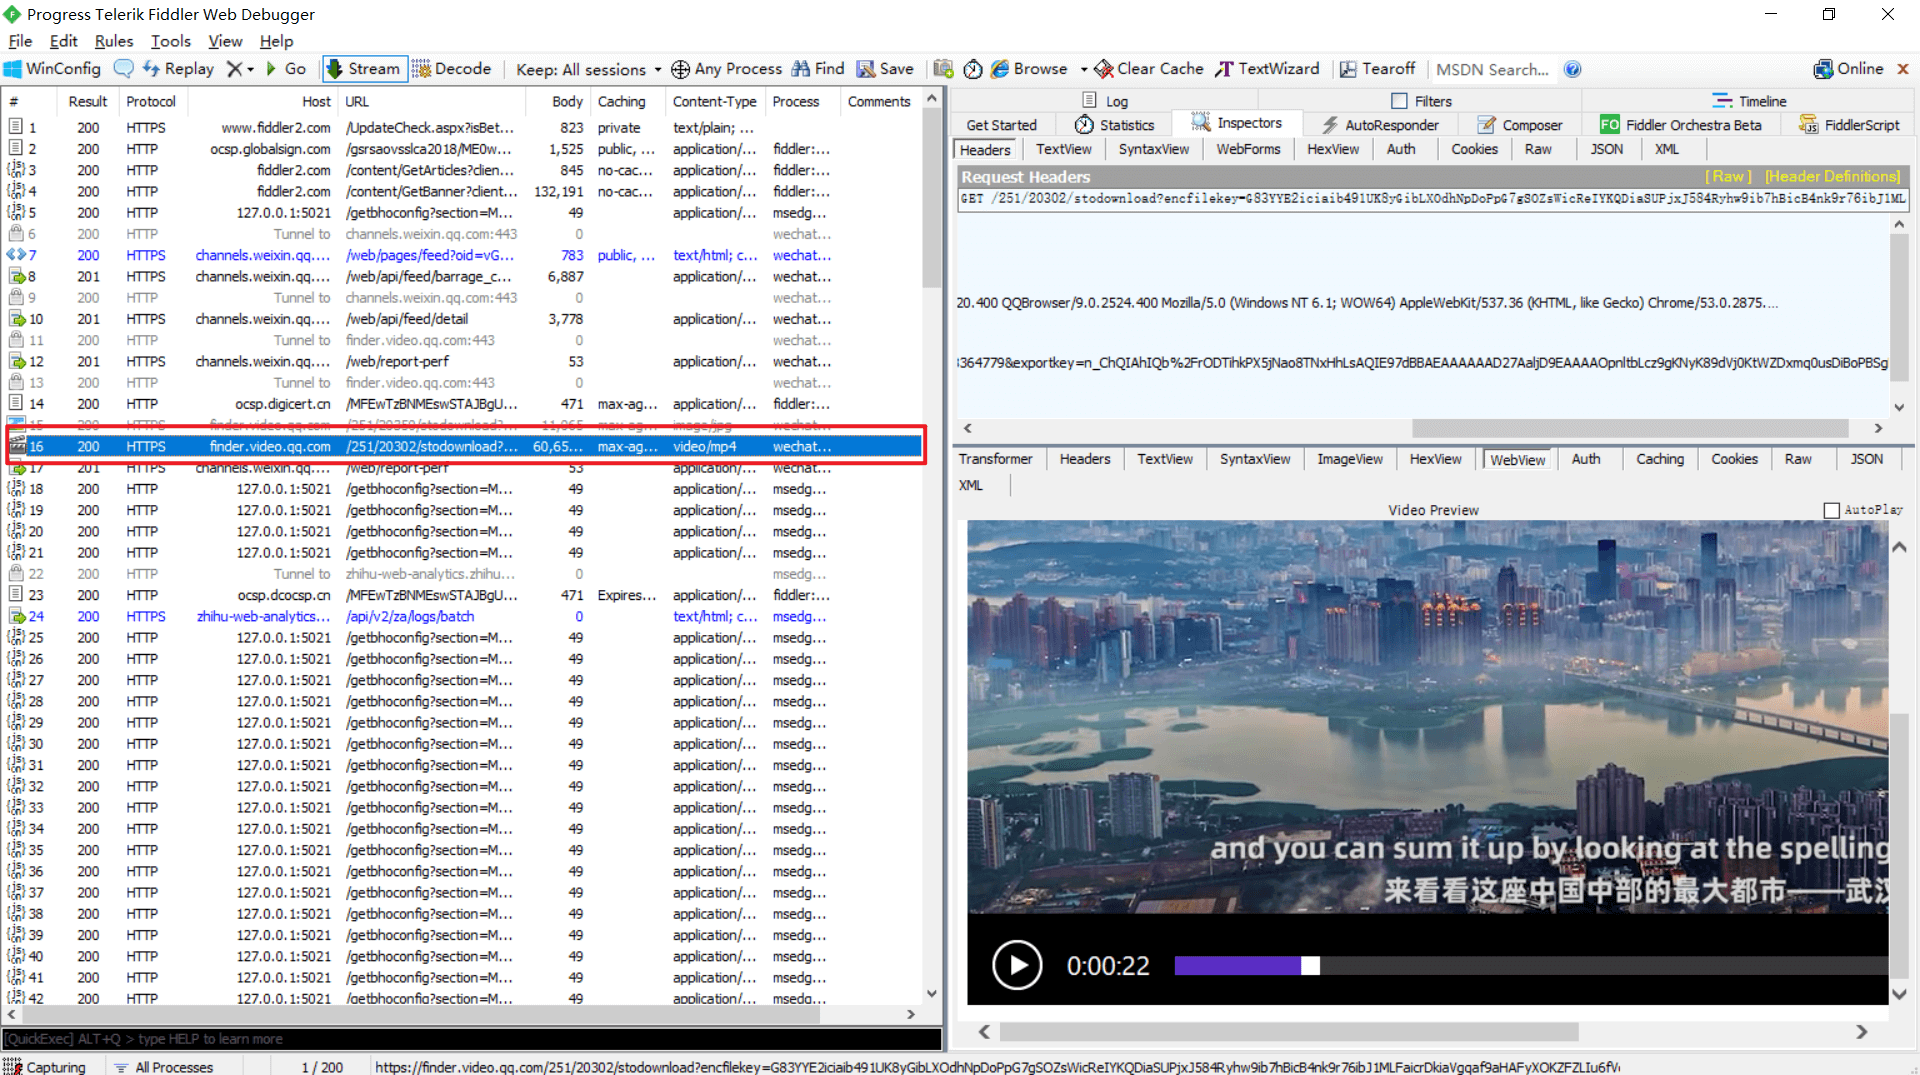 Progress Telerik Fiddler Web Debugger
File Edit Rules Tools View Help
WinConfig Replay Go Stream Decode Keep: All sessions Any Process Find Save Browse Clear Cache TextWizard Tearoff MSDN Search... Online
# Result Protocol Host URL Body Caching Content-Type Process Comments
1 200 HTTPS www.fiddler2.com /UpdateCheck.aspx?isBet... 823 private text/plain; ...
2 200 HTTP ocsp.globalsign.com /gsrsaovsslca2018/ME0w... 1,525 public, ... application/... fiddler:...
3 200 HTTP fiddler2.com /content/GetArticles?clien... 845 no-cac... application/... fiddler:...
4 200 HTTP fiddler2.com /content/GetBanner?client... 132,191 no-cac... application/... fiddler:...
5 200 HTTP 127.0.0.1:5021 /getbhoconfig?section=M... 49 application/... msedg...
6 200 HTTP Tunnel to channels.weixin.qq.com:443 0 wechat...
7 200 HTTPS channels.weixin.qq.... /web/pages/feed?oid=vG... 783 public, ... text/html; c... wechat...
8 201 HTTPS channels.weixin.qq.... /web/api/feed/barrage_c... 6,887 application/... wechat...
9 200 HTTP Tunnel to channels.weixin.qq.com:443 0 wechat...
10 201 HTTPS channels.weixin.qq.... /web/api/feed/detail 3,778 application/... wechat...
11 200 HTTP Tunnel to finder.video.qq.com:443 0 wechat...
12 201 HTTPS channels.weixin.qq.... /web/report-perf 53 application/... wechat...
13 200 HTTP Tunnel to finder.video.qq.com:443 0 wechat...
14 200 HTTP ocsp.digicert.cn /MFEwTzBNMEswSTAJBgU... 471 max-ag... application/... fiddler:...
15 200 HTTPS finder.video.qq.com /251/20350/stodownload?... 11,065 max-ag... image/jpg wechat...
16 200 HTTPS finder.video.qq.com /251/20302/stodownload?... 60,65... max-ag... video/mp4 wechat...
17 201 HTTPS channels.weixin.qq.... /web/report-perf 53 application/... wechat...
18 200 HTTP 127.0.0.1:5021 /getbhoconfig?section=M... 49 application/... msedg...
19 200 HTTP 127.0.0.1:5021 /getbhoconfig?section=M... 49 application/... msedg...
20 200 HTTP 127.0.0.1:5021 /getbhoconfig?section=M... 49 application/... msedg...
21 200 HTTP 127.0.0.1:5021 /getbhoconfig?section=M... 49 application/... msedg...
22 200 HTTP Tunnel to zhihu-web-analytics.zhihu... 0 msedg...
23 200 HTTP ocsp.dcocsp.cn /MFEwTzBNMEswSTAJBgU... 471 Expires... application/... fiddler:...
24 200 HTTPS zhihu-web-analytics... /api/v2/za/logs/batch 0 text/html; c... msedg...
25 200 HTTP 127.0.0.1:5021 /getbhoconfig?section=M... 49 application/... msedg...
26 200 HTTP 127.0.0.1:5021 /getbhoconfig?section=M... 49 application/... msedg...
27 200 HTTP 127.0.0.1:5021 /getbhoconfig?section=M... 49 application/... msedg...
28 200 HTTP 127.0.0.1:5021 /getbhoconfig?section=M... 49 application/... msedg...
29 200 HTTP 127.0.0.1:5021 /getbhoconfig?section=M... 49 application/... msedg...
30 200 HTTP 127.0.0.1:5021 /getbhoconfig?section=M... 49 application/... msedg...
31 200 HTTP 127.0.0.1:5021 /getbhoconfig?section=M... 49 application/... msedg...
32 200 HTTP 127.0.0.1:5021 /getbhoconfig?section=M... 49 application/... msedg...
33 200 HTTP 127.0.0.1:5021 /getbhoconfig?section=M... 49 application/... msedg...
34 200 HTTP 127.0.0.1:5021 /getbhoconfig?section=M... 49 application/... msedg...
35 200 HTTP 127.0.0.1:5021 /getbhoconfig?section=M... 49 application/... msedg...
36 200 HTTP 127.0.0.1:5021 /getbhoconfig?section=M... 49 application/... msedg...
37 200 HTTP 127.0.0.1:5021 /getbhoconfig?section=M... 49 application/... msedg...
38 200 HTTP 127.0.0.1:5021 /getbhoconfig?section=M... 49 application/... msedg...
39 200 HTTP 127.0.0.1:5021 /getbhoconfig?section=M... 49 application/... msedg...
40 200 HTTP 127.0.0.1:5021 /getbhoconfig?section=M... 49 application/... msedg...
41 200 HTTP 127.0.0.1:5021 /getbhoconfig?section=M... 49 application/... msedg...
42 200 HTTP 127.0.0.1:5021 /getbhoconfig?section=M... 49 application/... msedg...
[QuickExec] ALT+Q > type HELP to learn more
Log Filters Timeline
Get Started Statistics Inspectors AutoResponder Composer FO Fiddler Orchestra Beta FiddlerScript
Headers TextView SyntaxView WebForms HexView Auth Cookies Raw JSON XML
Request Headers [ Raw ] [Header Definitions]
GET /251/20302/stodownload?encfilekey=G83YYE2iciaib491UK8yGibLXOdhNpDoPpG7gSOZsWicReIYKQDiaSUPjxJ584Ryhw9ib7hBicB4nk9r76ibJ1ML
20.400 QQBrowser/9.0.2524.400 Mozilla/5.0 (Windows NT 6.1; WOW64) AppleWebKit/537.36 (KHTML, like Gecko) Chrome/53.0.2875....
3364779&exportkey=n_ChQIAhIQb%2FrODTihkPX5jNao8TNxHhLsAQIE97dBBAEAAAAAAD27AaljD9EAAAAOpnltbLcz9gKNyK89dVj0KtWZDxmq0usDiBoPBSg
Transformer Headers TextView SyntaxView ImageView HexView WebView Auth Caching Cookies Raw JSON
XML
Video Preview AutoPlay
and you can sum it up by looking at the spelling
来看看这座中国中部的最大都市——武汉
0:00:22
Capturing All Processes 1 / 200 https://finder.video.qq.com/251/20302/stodownload?encfilekey=G83YYE2iciaib491UK8yGibLXOdhNpDoPpG7gSOZsWicReIYKQDiaSUPjxJ584Ryhw9ib7hBicB4nk9r76ibJ1MLFaicrDkiaVgqaf9aHAFyXOKZFZLIu6fV